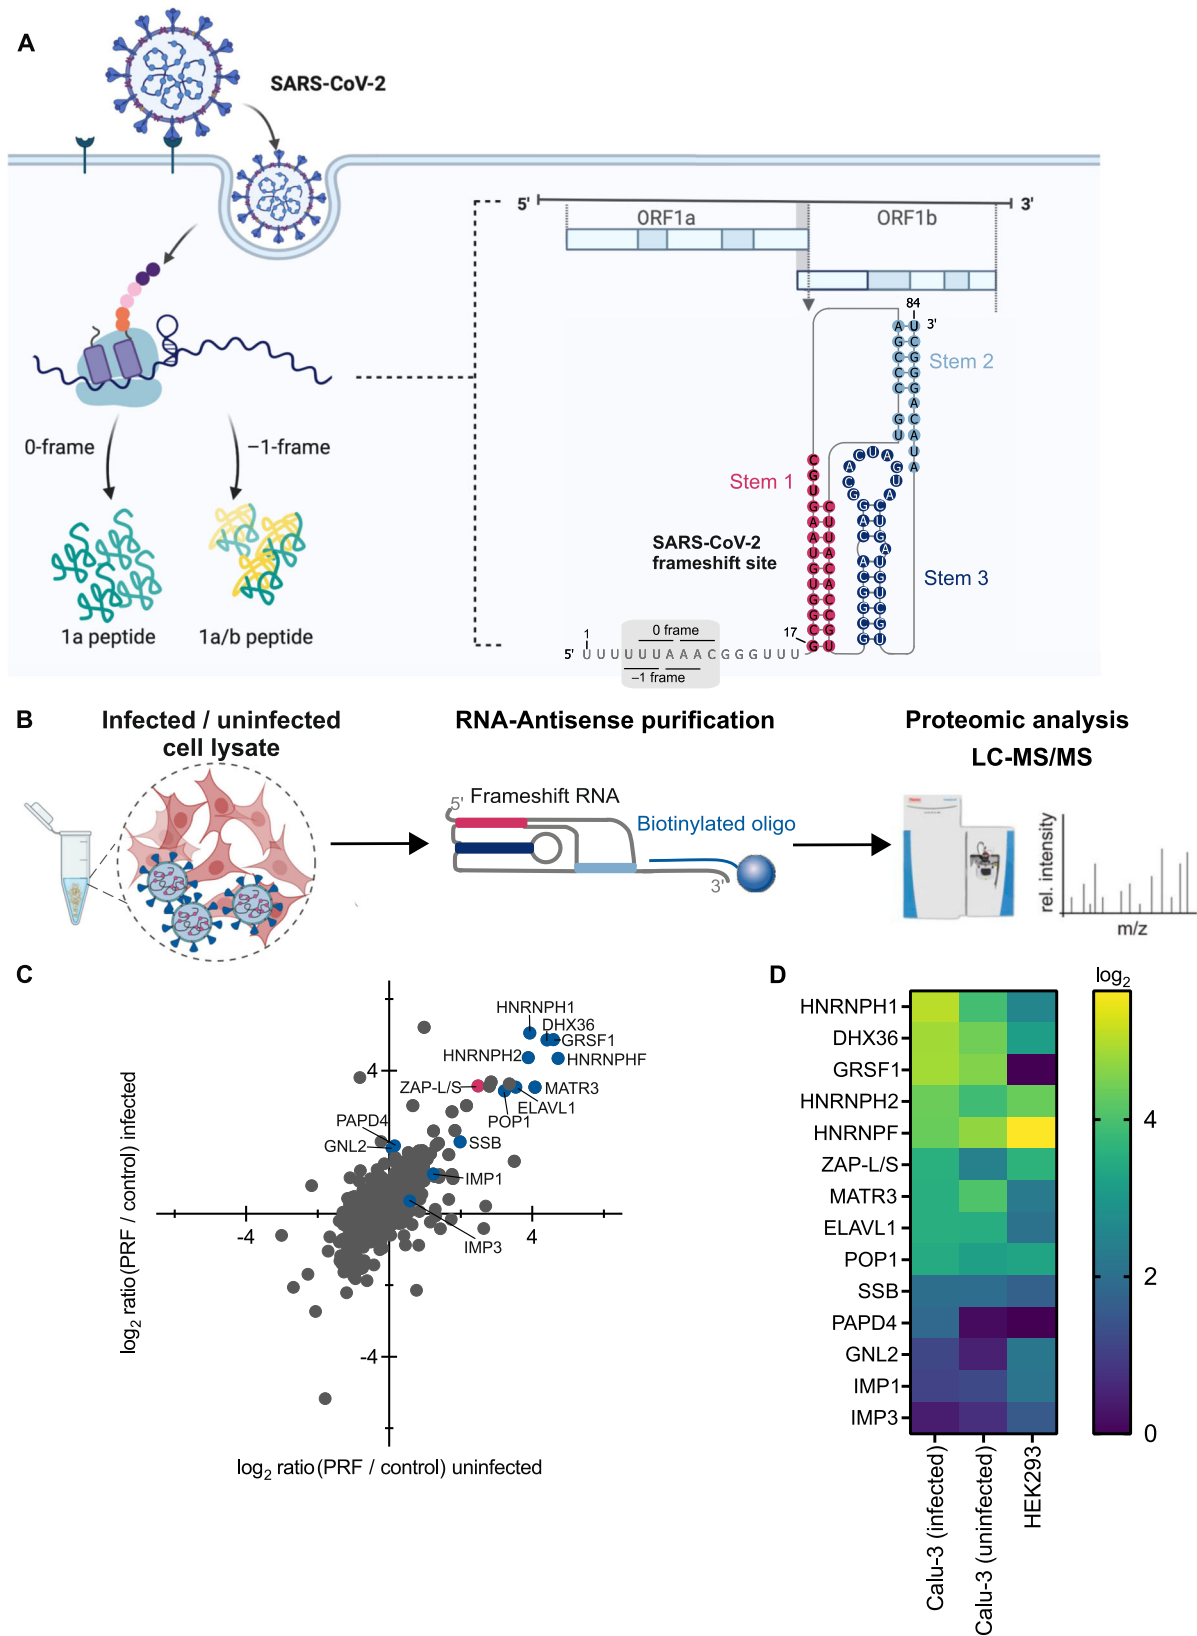 A
SARS-CoV-2
5'
3'
ORF1a
ORF1b
84
3'
A U
G C
C G
C G
C G
A
G C
U A
U
A
Stem 2
Stem 1
Stem 3
C
G
U
G C
A U
A U
U A
G C
U A
G C
G C
C G
G U
A C U A
C G
G U
A
G C
A U
C G
A
A U
C G
G U
G C
C G
G U
SARS-CoV-2
frameshift site
0-frame
−1-frame
1a peptide
1a/b peptide
1
0 frame
17
5' U U U U U U A A A C G G G U U U
−1 frame
B
Infected / uninfected
cell lysate
RNA-Antisense purification
Proteomic analysis
LC-MS/MS
5'
Frameshift RNA
Biotinylated oligo
3'
rel. intensity
m/z
C
HNRNPH1
DHX36
GRSF1
HNRNPH2
HNRNPHF
4
ZAP-L/S
MATR3
ELAVL1
POP1
PAPD4
GNL2
SSB
IMP1
IMP3
-4
4
-4
log2 ratio (PRF / control) infected
log2 ratio (PRF / control) uninfected
D
log2
HNRNPH1
DHX36
GRSF1
HNRNPH2
HNRNPF
ZAP-L/S
MATR3
ELAVL1
POP1
SSB
PAPD4
GNL2
IMP1
IMP3
4
2
0
Calu-3 (infected)
Calu-3 (uninfected)
HEK293